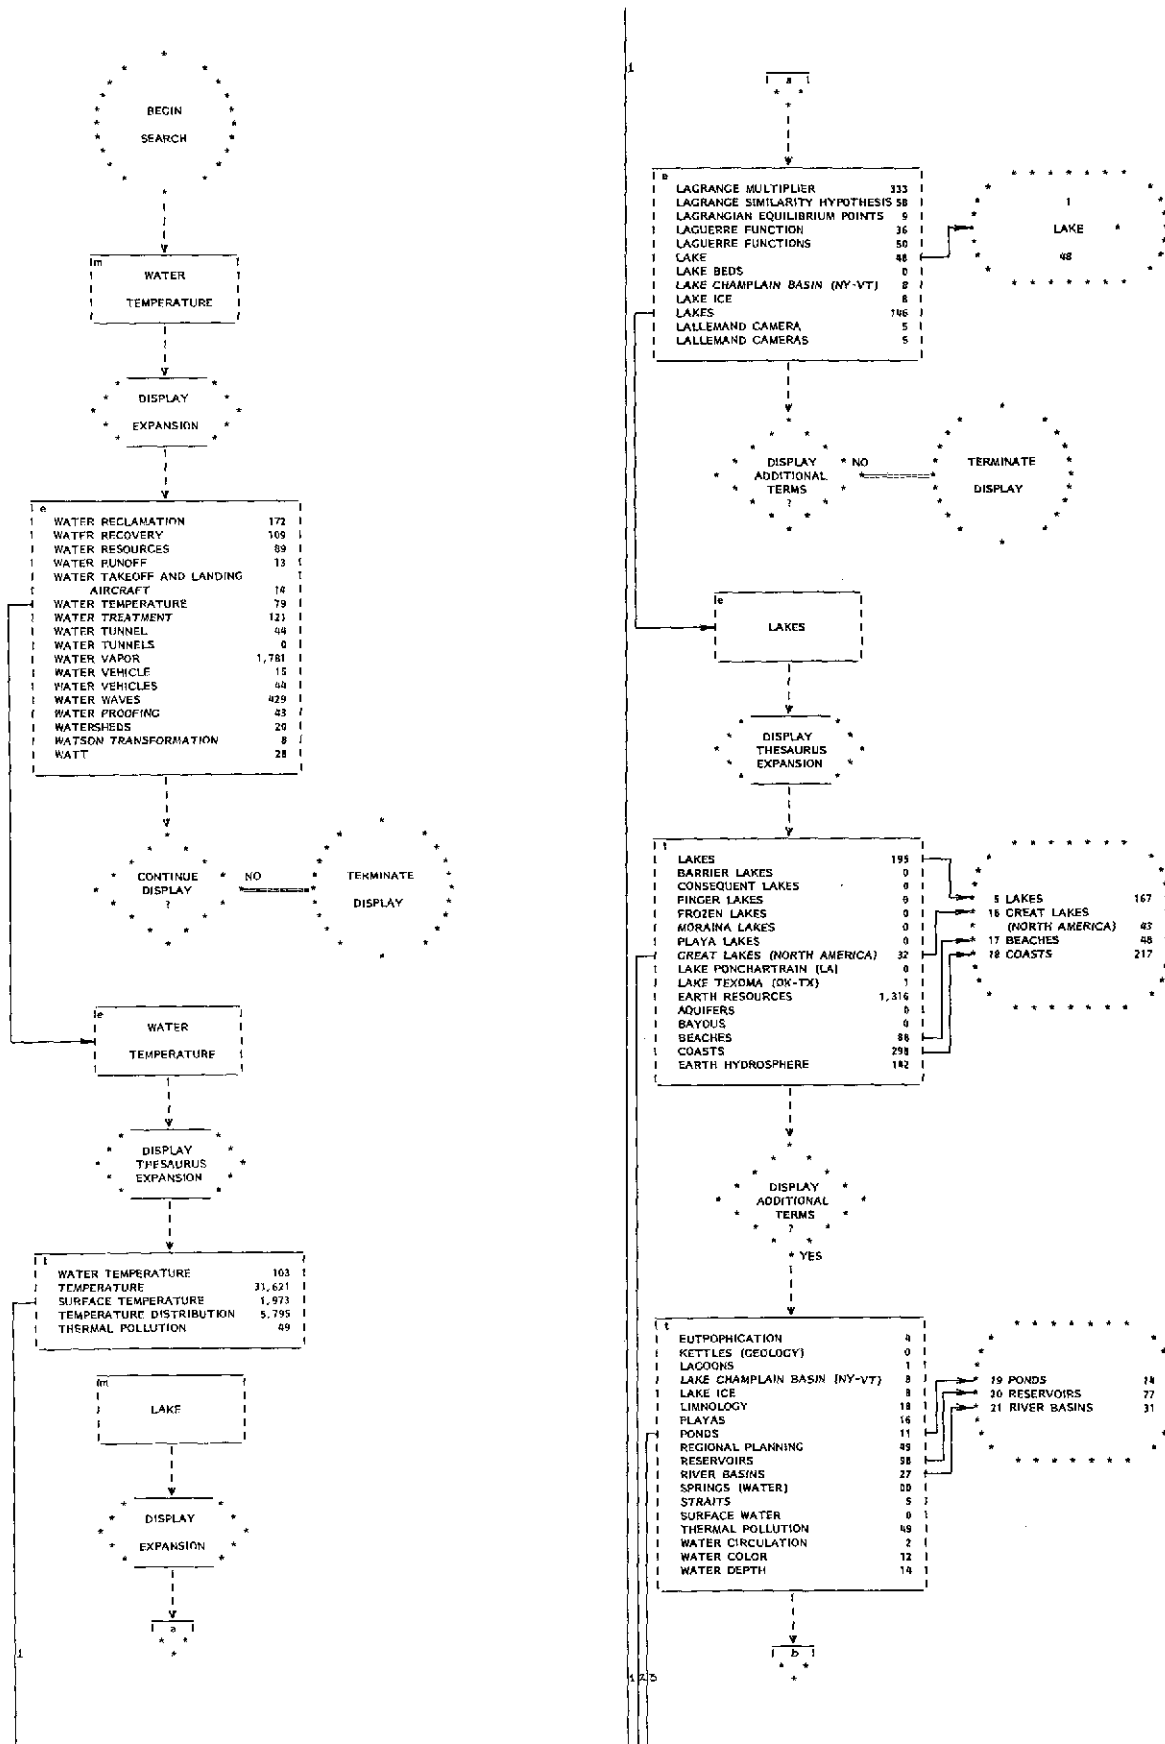 BEGIN
SEARCH
m
WATER
TEMPERATURE
DISPLAY
EXPANSION
e
WATER RECLAMATION 172
WATER RECOVERY 109
WATER RESOURCES 89
WATER RUNOFF 13
WATER TAKEOFF AND LANDING
AIRCRAFT 14
WATER TEMPERATURE 79
WATER TREATMENT 121
WATER TUNNEL 44
WATER TUNNELS 0
WATER VAPOR 1,781
WATER VEHICLE 15
WATER VEHICLES 44
WATER WAVES 429
WATER PROOFING 43
WATERSHEDS 20
WATSON TRANSFORMATION 8
WATT 28
CONTINUE
DISPLAY
?
NO
TERMINATE
DISPLAY
e
WATER
TEMPERATURE
DISPLAY
THESAURUS
EXPANSION
t
WATER TEMPERATURE 103
TEMPERATURE 31,621
SURFACE TEMPERATURE 1,973
TEMPERATURE DISTRIBUTION 5,795
THERMAL POLLUTION 49
m
LAKE
DISPLAY
EXPANSION
a
1
1
a
e
LAGRANGE MULTIPLIER 333
LAGRANGE SIMILARITY HYPOTHESIS 58
LAGRANGIAN EQUILIBRIUM POINTS 9
LAGUERRE FUNCTION 36
LAGUERRE FUNCTIONS 50
LAKE 48
LAKE BEDS 0
LAKE CHAMPLAIN BASIN (NY-VT) 8
LAKE ICE 8
LAKES 146
LALLEMAND CAMERA 5
LALLEMAND CAMERAS 5
1
LAKE
48
DISPLAY
ADDITIONAL
TERMS
?
NO
TERMINATE
DISPLAY
e
LAKES
DISPLAY
THESAURUS
EXPANSION
t
LAKES 195
BARRIER LAKES 0
CONSEQUENT LAKES 0
FINGER LAKES 0
FROZEN LAKES 0
MORAINA LAKES 0
PLAYA LAKES 0
GREAT LAKES (NORTH AMERICA) 32
LAKE PONCHARTRAIN (LA) 0
LAKE TEXOMA (OK-TX) 1
EARTH RESOURCES 1,316
AQUIFERS 0
BAYOUS 0
BEACHES 86
COASTS 298
EARTH HYDROSPHERE 142
5 LAKES 167
16 GREAT LAKES
(NORTH AMERICA) 43
17 BEACHES 48
18 COASTS 217
DISPLAY
ADDITIONAL
TERMS
?
YES
t
EUTPOPHICATION 4
KETTLES (GEOLOGY) 0
LAGOONS 1
LAKE CHAMPLAIN BASIN (NY-VT) 8
LAKE ICE 8
LIMNOLOGY 18
PLAYAS 16
PONDS 11
REGIONAL PLANNING 49
RESERVOIRS 98
RIVER BASINS 27
SPRINGS (WATER) 00
STRAITS 5
SURFACE WATER 0
THERMAL POLLUTION 49
WATER CIRCULATION 2
WATER COLOR 12
WATER DEPTH 14
19 PONDS 14
20 RESERVOIRS 77
21 RIVER BASINS 31
b
1 2 3